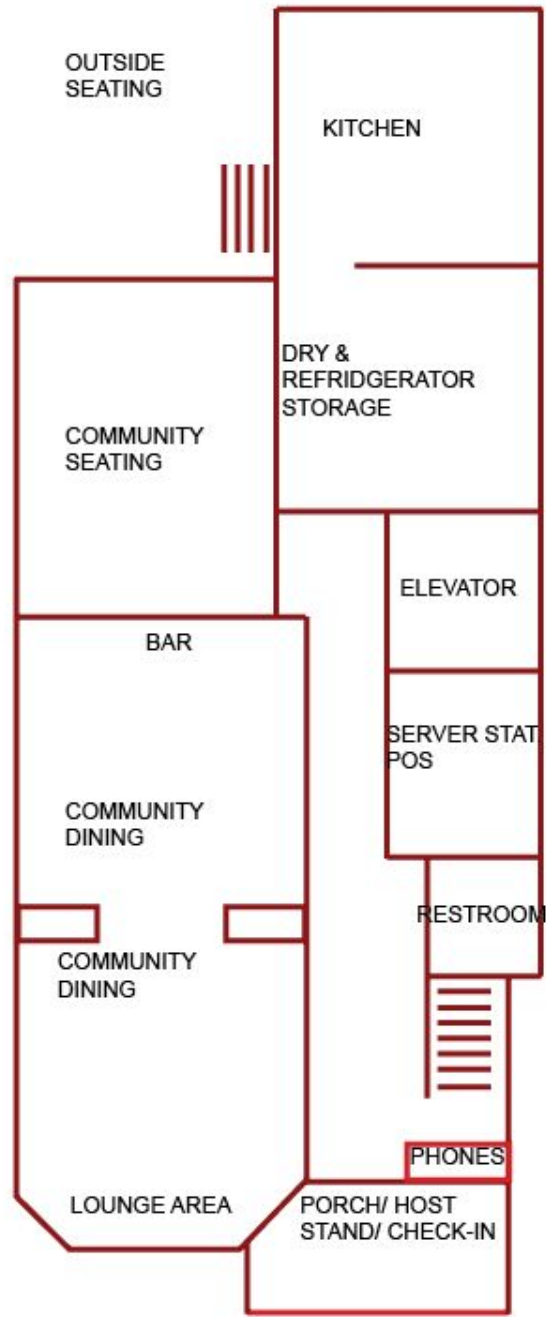 OUTSIDE
SEATING
KITCHEN
DRY &
REFRIDGERATOR
STORAGE
COMMUNITY
SEATING
ELEVATOR
BAR
SERVER STAT.
POS
COMMUNITY
DINING
RESTROOM
COMMUNITY
DINING
PHONES
LOUNGE AREA
PORCH/ HOST
STAND/ CHECK-IN